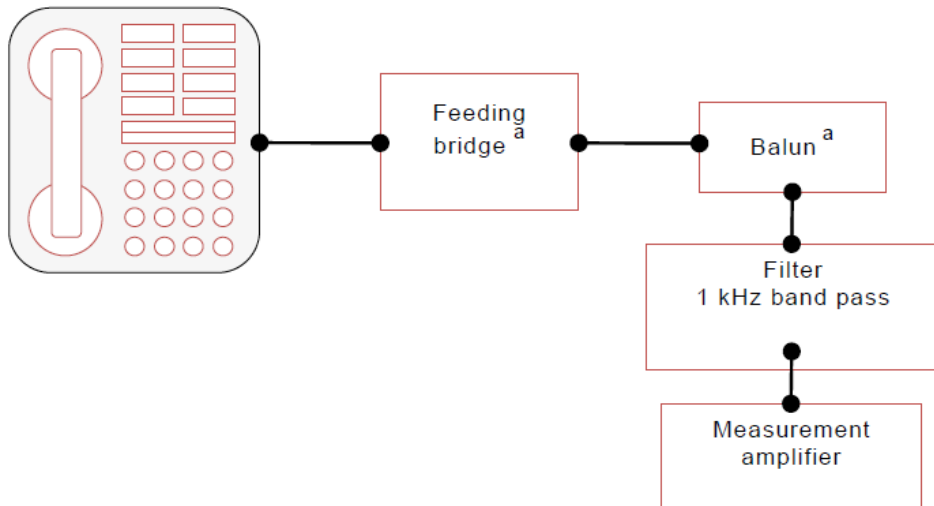 Feeding
bridge a
Balun a
Filter
1 kHz band pass
Measurement
amplifier